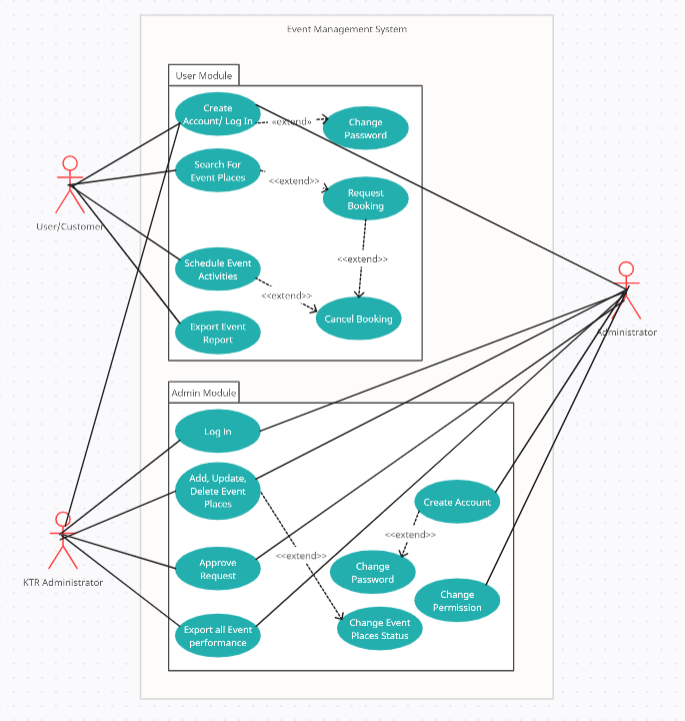 Event Management System
User Module
Create
Account/ Log In
<<extend>>
Change
Password
Search For
Event Places
<<extend>>
Request
Booking
User/Customer
<<extend>>
Schedule Event
Activities
<<extend>>
Cancel Booking
Export Event
Report
Administrator
Admin Module
Log In
Add, Update,
Delete Event
Places
Create Account
<<extend>>
KTR Administrator
Approve
Request
<<extend>>
Change
Password
Change
Permission
Export all Event
performance
Change Event
Places Status